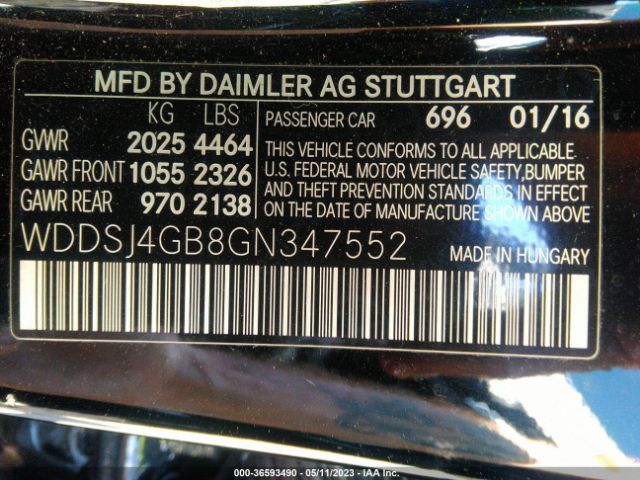 MFD BY DAIMLER AG STUTTGART
KG LBS
GVWR 2025 4464
GAWR FRONT 1055 2326
GAWR REAR 970 2138
PASSENGER CAR 696 01/16
THIS VEHICLE CONFORMS TO ALL APPLICABLE
U.S. FEDERAL MOTOR VEHICLE SAFETY,BUMPER
AND THEFT PREVENTION STANDARDS IN EFFECT
ON THE DATE OF MANUFACTURE SHOWN ABOVE
WDDSJ4GB8GN347552
MADE IN HUNGARY
000-36593490 - 05/11/2023 - IAA Inc.